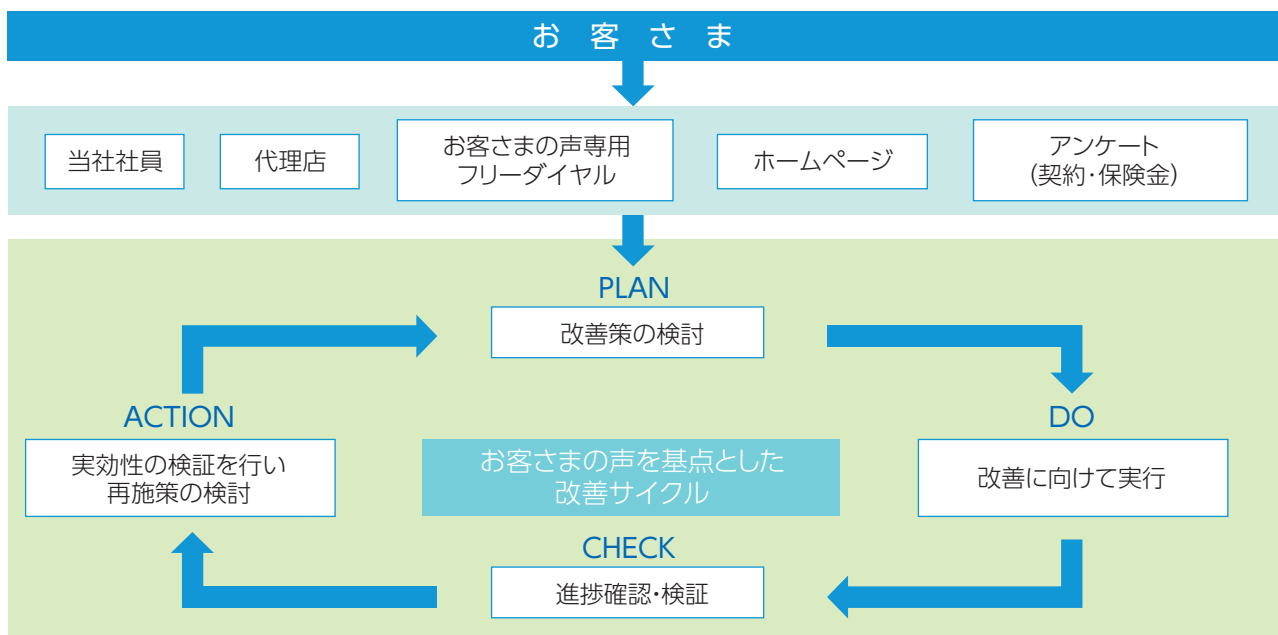 お客さま
当社社員
代理店
お客さまの声専用
フリーダイヤル
ホームページ
アンケート
(契約・保険金)
PLAN
改善策の検討
ACTION
実効性の検証を行い
再施策の検討
お客さまの声を基点とした
改善サイクル
DO
改善に向けて実行
CHECK
進捗確認・検証